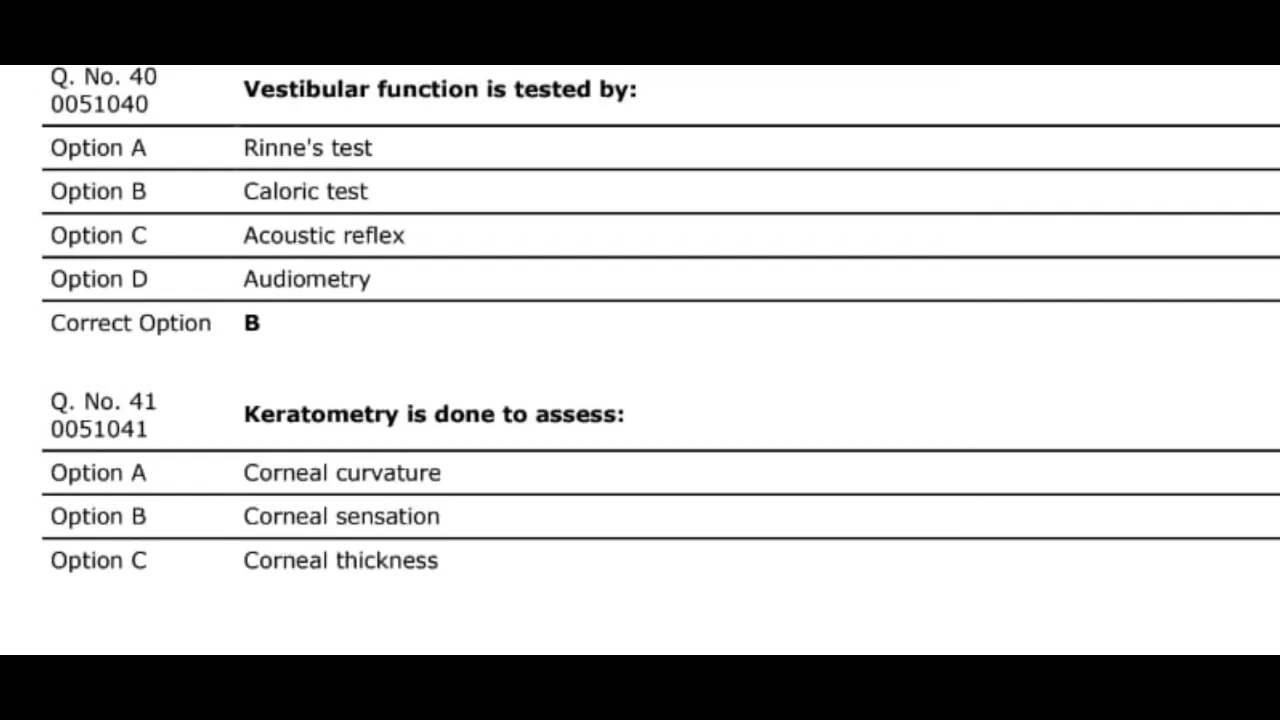 Q. No. 40
0051040
Vestibular function is tested by:
Option A Rinne's test
Option B Caloric test
Option C Acoustic reflex
Option D Audiometry
Correct Option B
Q. No. 41
0051041
Keratometry is done to assess:
Option A Corneal curvature
Option B Corneal sensation
Option C Corneal thickness